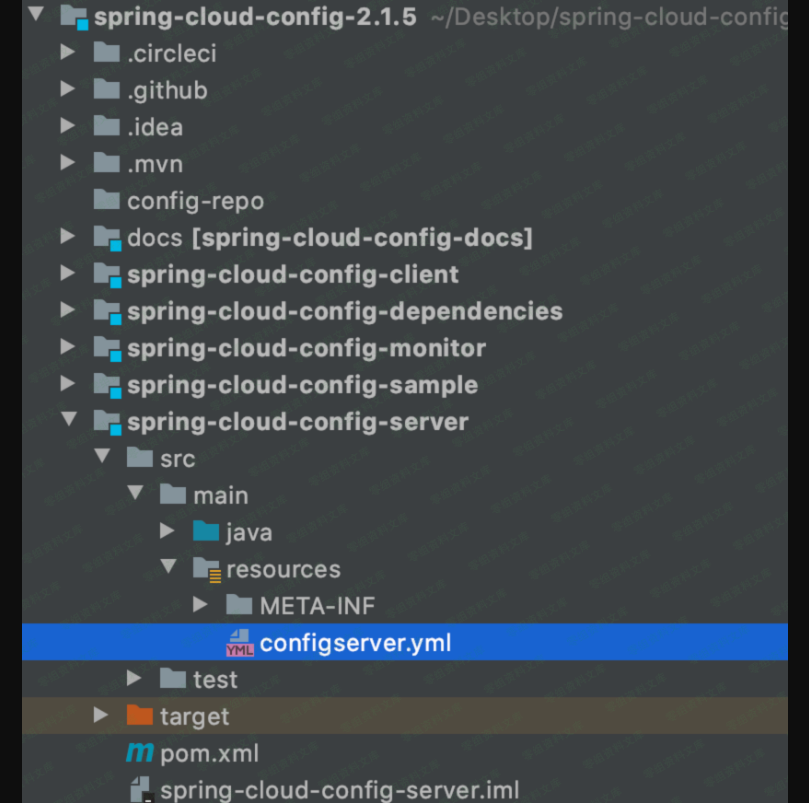 spring-cloud-config-2.1.5 ~/Desktop/spring-cloud-config
.circleci
.github
.idea
.mvn
config-repo
docs [spring-cloud-config-docs]
spring-cloud-config-client
spring-cloud-config-dependencies
spring-cloud-config-monitor
spring-cloud-config-sample
spring-cloud-config-server
src
main
java
resources
META-INF
YML configserver.yml
test
target
m pom.xml
spring-cloud-config-server.iml